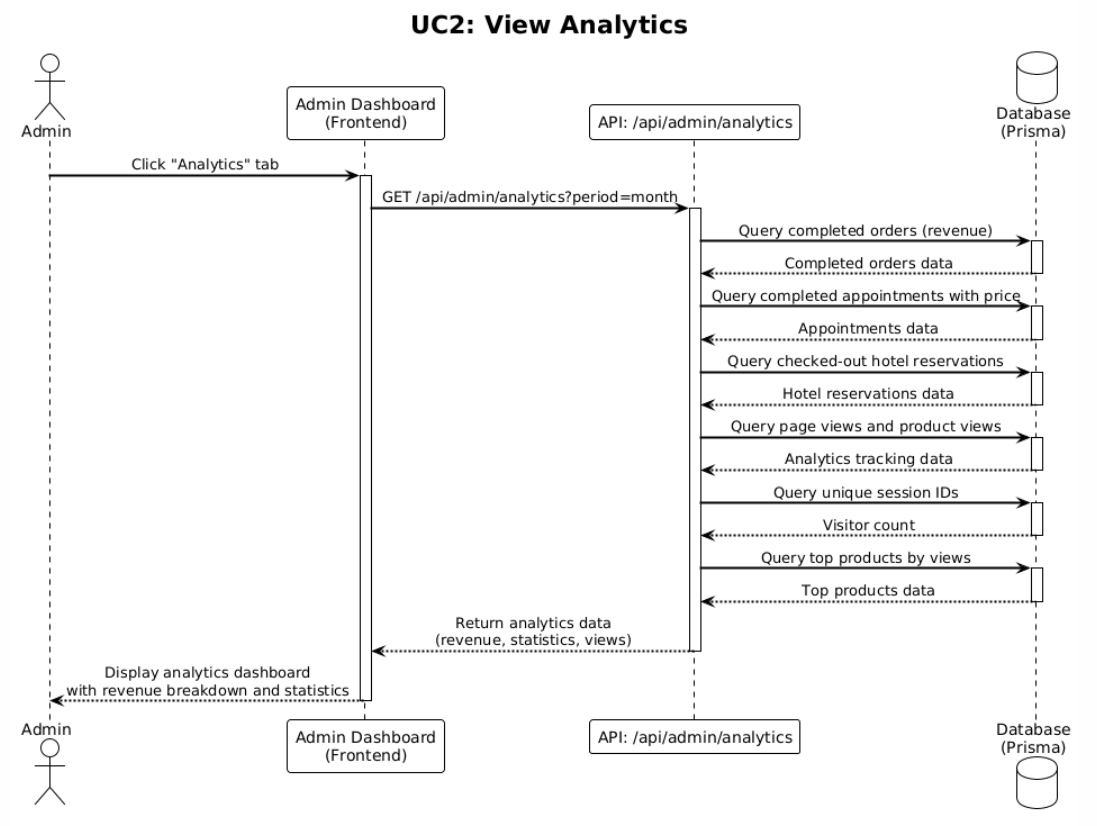 UC2: View Analytics
Admin
Admin Dashboard
(Frontend)
API: /api/admin/analytics
Database
(Prisma)
Click "Analytics" tab
GET /api/admin/analytics?period=month
Query completed orders (revenue)
Completed orders data
Query completed appointments with price
Appointments data
Query checked-out hotel reservations
Hotel reservations data
Query page views and product views
Analytics tracking data
Query unique session IDs
Visitor count
Query top products by views
Top products data
Return analytics data
(revenue, statistics, views)
Display analytics dashboard
with revenue breakdown and statistics
Admin
Admin Dashboard
(Frontend)
API: /api/admin/analytics
Database
(Prisma)